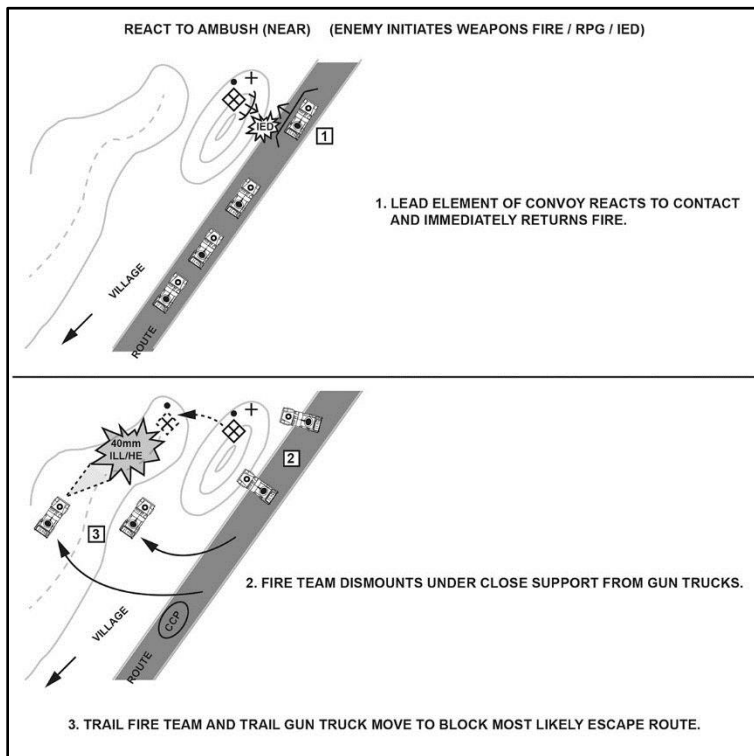 REACT TO AMBUSH (NEAR) (ENEMY INITIATES WEAPONS FIRE / RPG / IED)
IED
1
1. LEAD ELEMENT OF CONVOY REACTS TO CONTACT
AND IMMEDIATELY RETURNS FIRE.
VILLAGE
ROUTE
40mm
ILL/HE
2
3
2. FIRE TEAM DISMOUNTS UNDER CLOSE SUPPORT FROM GUN TRUCKS.
CCP
VILLAGE
ROUTE
3. TRAIL FIRE TEAM AND TRAIL GUN TRUCK MOVE TO BLOCK MOST LIKELY ESCAPE ROUTE.